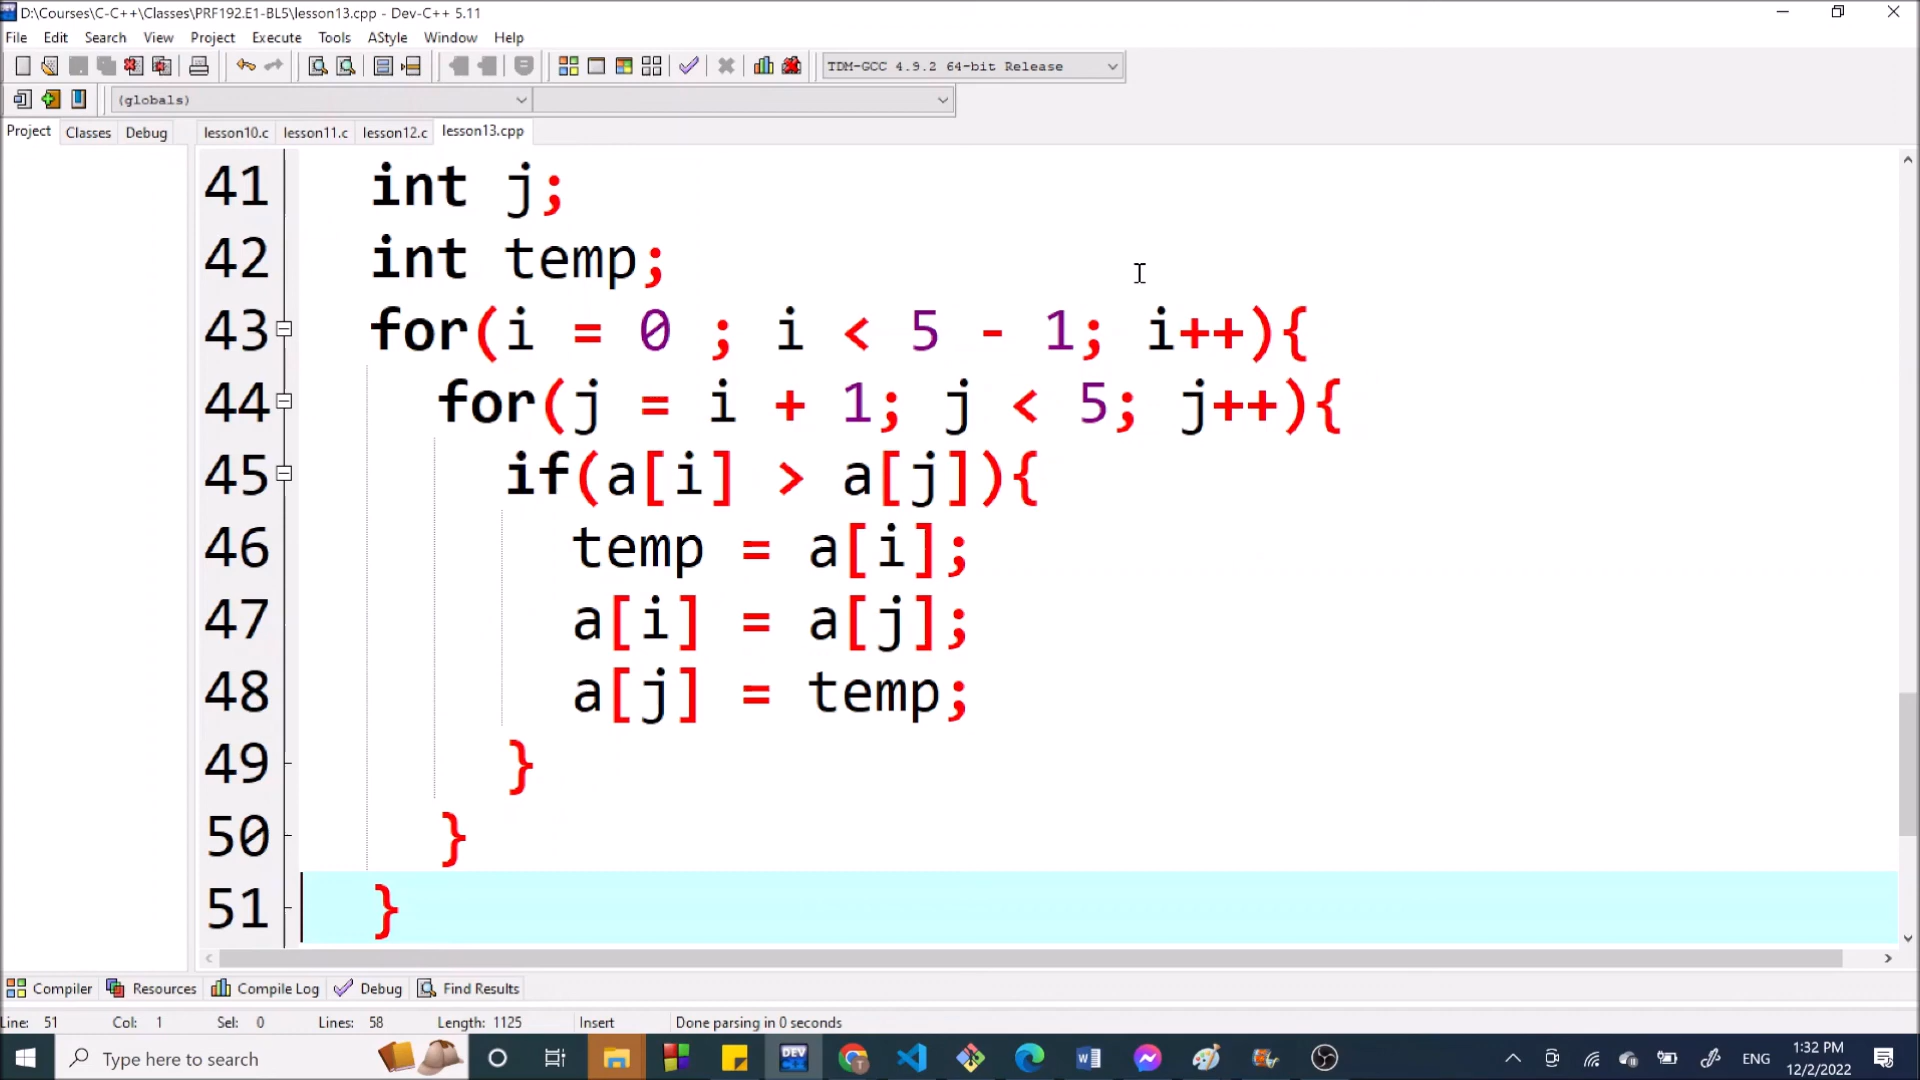 D:\Courses\C-C++\Classes\PRF192.E1-BL5\lesson13.cpp - Dev-C++ 5.11
File Edit Search View Project Execute Tools AStyle Window Help
TDM-GCC 4.9.2 64-bit Release
(globals)
Project Classes Debug lesson10.c lesson11.c lesson12.c lesson13.cpp
41 int j;
42 int temp;
43 for(i = 0 ; i < 5 - 1; i++){
44 for(j = i + 1; j < 5; j++){
45 if(a[i] > a[j]){
46 temp = a[i];
47 a[i] = a[j];
48 a[j] = temp;
49 }
50 }
51 }
Compiler Resources Compile Log Debug Find Results
Line: 51 Col: 1 Sel: 0 Lines: 58 Length: 1125 Insert Done parsing in 0 seconds
Type here to search DEV ENG 1:32 PM
12/2/2022